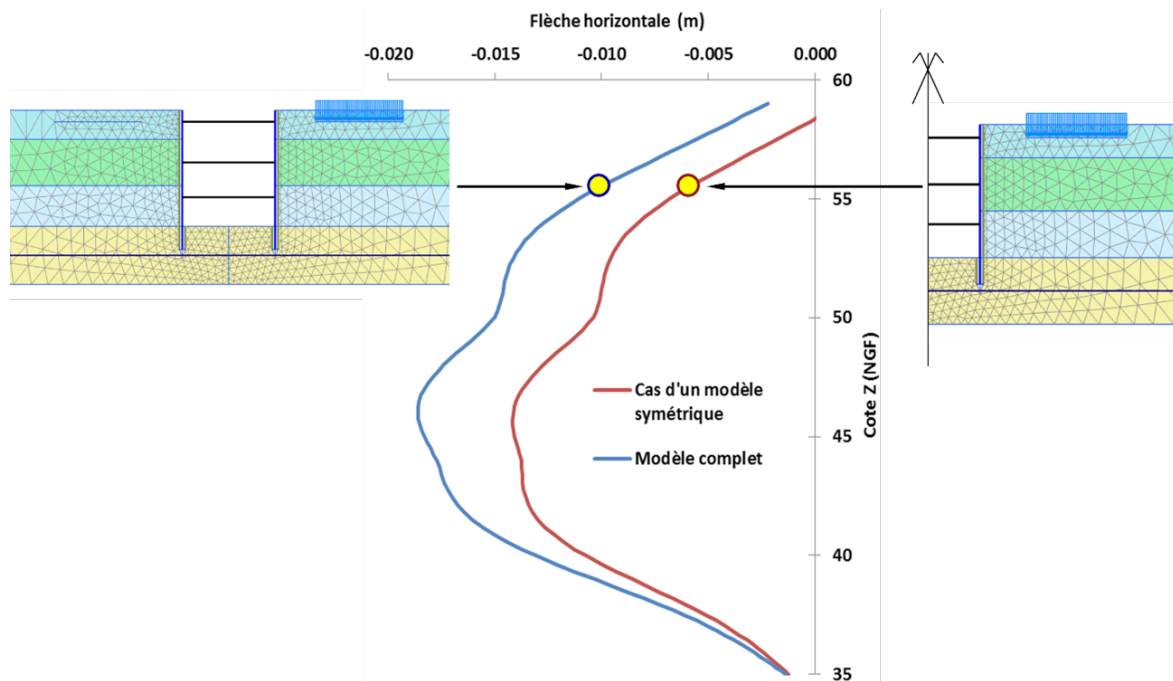 Flèche horizontale (m)
-0.020 -0.015 -0.010 -0.005 0.000
60
55
50
45
40
35
Cote Z (NGF)
Cas d'un modèle
symétrique
Modèle complet